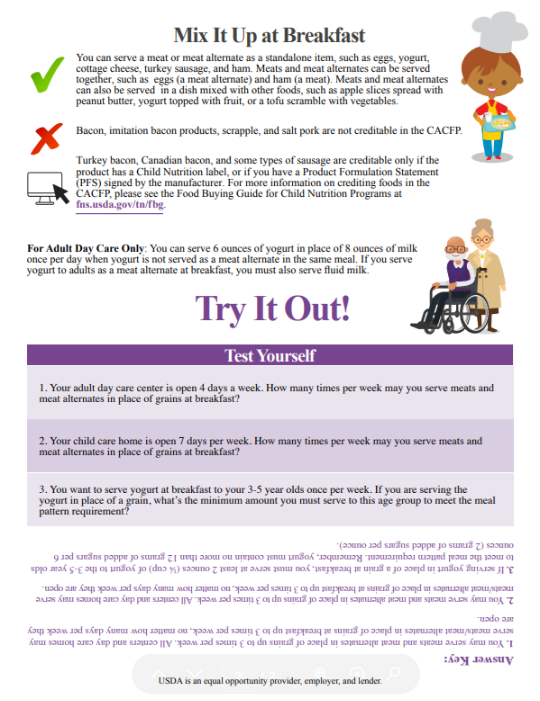 Mix It Up at Breakfast
You can serve a meat or meat alternate as a standalone item, such as eggs, yogurt,
cottage cheese, turkey sausage, and ham. Meats and meat alternates can be served
together, such as  eggs (a meat alternate) and ham (a meat). Meats and meat alternates
can also be served  in a dish mixed with other foods, such as apple slices spread with
peanut butter, yogurt topped with fruit, or a tofu scramble with vegetables.
Bacon, imitation bacon products, scrapple, and salt pork are not creditable in the CACFP.
Turkey bacon, Canadian bacon, and some types of sausage are creditable only if the
product has a Child Nutrition label, or if you have a Product Formulation Statement
(PFS) signed by the manufacturer. For more information on crediting foods in the
CACFP, please see the Food Buying Guide for Child Nutrition Programs at
fns.usda.gov/tn/fbg.
For Adult Day Care Only: You can serve 6 ounces of yogurt in place of 8 ounces of milk
once per day when yogurt is not served as a meat alternate in the same meal. If you serve
yogurt to adults as a meat alternate at breakfast, you must also serve fluid milk.
Try It Out!
Test Yourself
1. Your adult day care center is open 4 days a week. How many times per week may you serve meats and
meat alternates in place of grains at breakfast?
2. Your child care home is open 7 days per week. How many times per week may you serve meats and
meat alternates in place of grains at breakfast?
3. You want to serve yogurt at breakfast to your 3-5 year olds once per week. If you are serving the
yogurt in place of a grain, what's the minimum amount you must serve to this age group to meet the meal
pattern requirement?
Answer Key:
1. You may serve meats and meat alternates in place of grains up to 3 times per week. All centers and day care homes may
serve meats/meat alternates in place of grains at breakfast up to 3 times per week, no matter how many days per week they
are open.
2. You may serve meats and meat alternates in place of grains up to 3 times per week. All centers and day care homes may serve
meats/meat alternates in place of grains at breakfast up to 3 times per week, no matter how many days per week they are open.
3. If serving yogurt in place of a grain at breakfast, you must serve at least 2 ounces (¼ cup) of yogurt to the 3-5 year olds
to meet the meal pattern requirement. Remember, yogurt must contain no more than 12 grams of added sugars per 6
ounces (2 grams of added sugars per ounce).
USDA is an equal opportunity provider, employer, and lender.